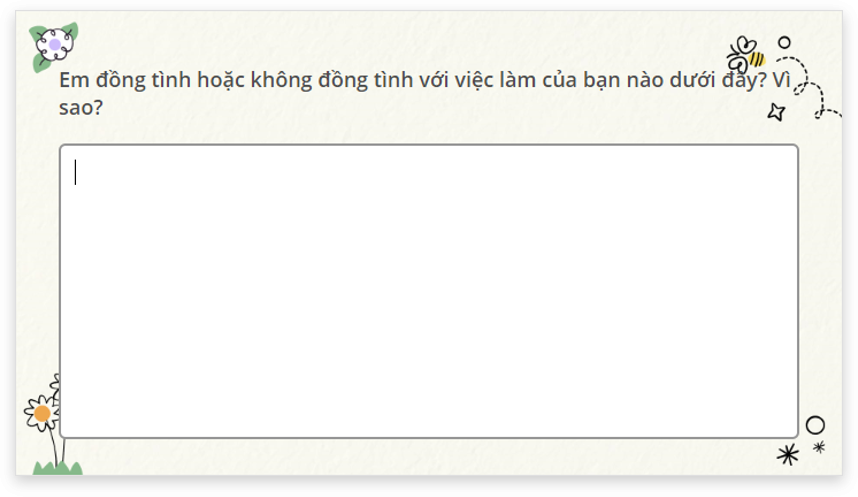 Em đồng tình hoặc không đồng tình với việc làm của bạn nào dưới đây? Vì
sao?